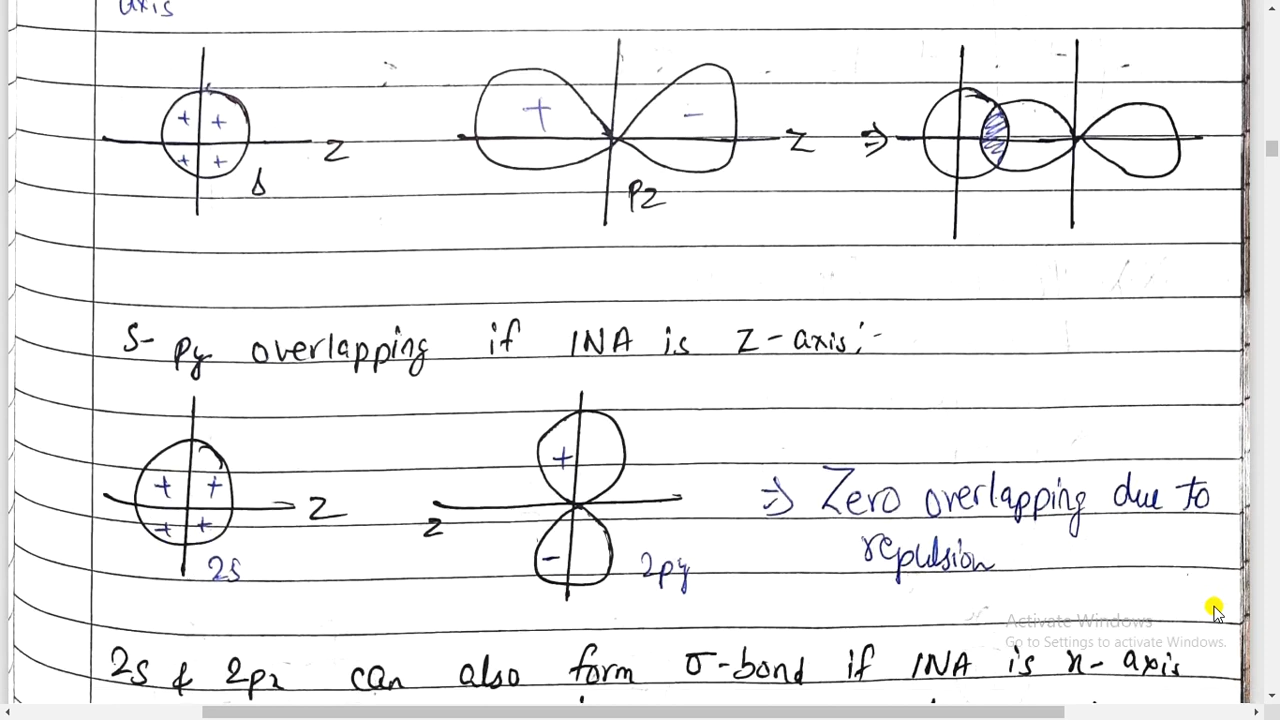 axis
+ +
+ +
Z
s
+ -
Z
pz
⇒
s- py overlapping if INA is Z-axis:-
+ +
+ +
Z
2s
+
-
z
2py
⇒ Zero overlapping due to
repulsion
Activate Windows
Go to Settings to activate Windows.
2s & 2px can also form σ-bond if INA is x-axis